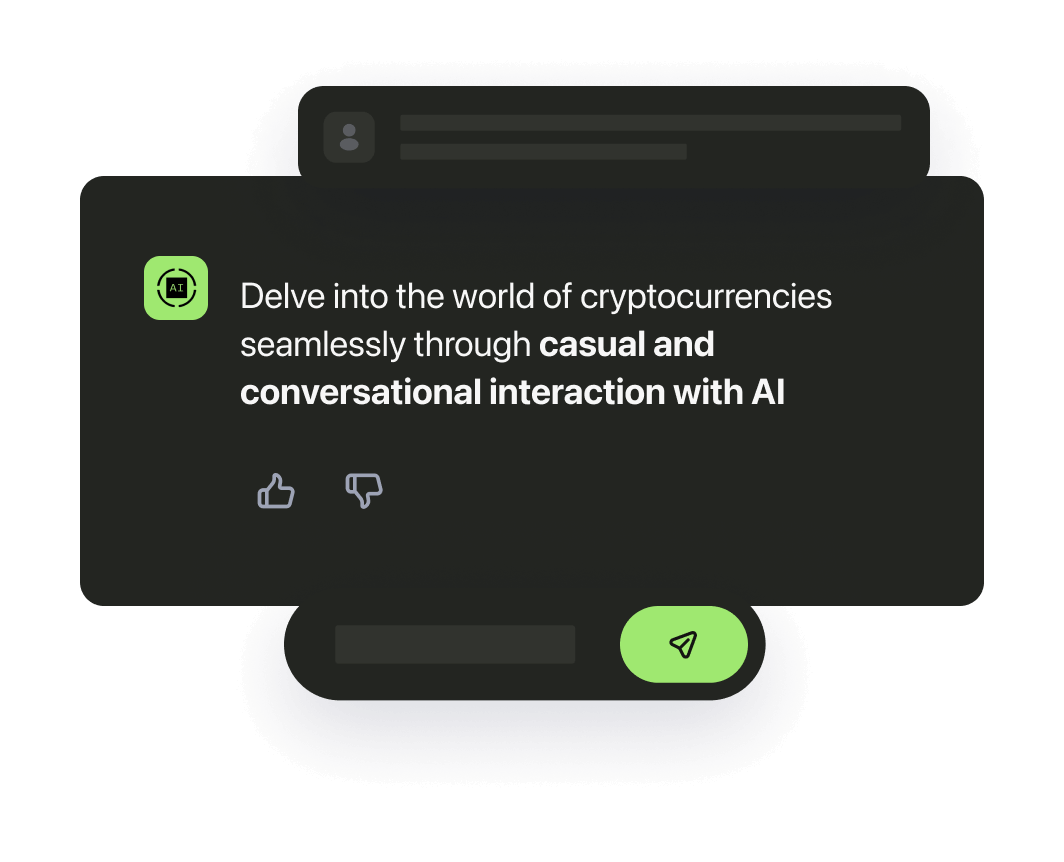 AI
Delve into the world of cryptocurrencies
seamlessly through casual and
conversational interaction with AI